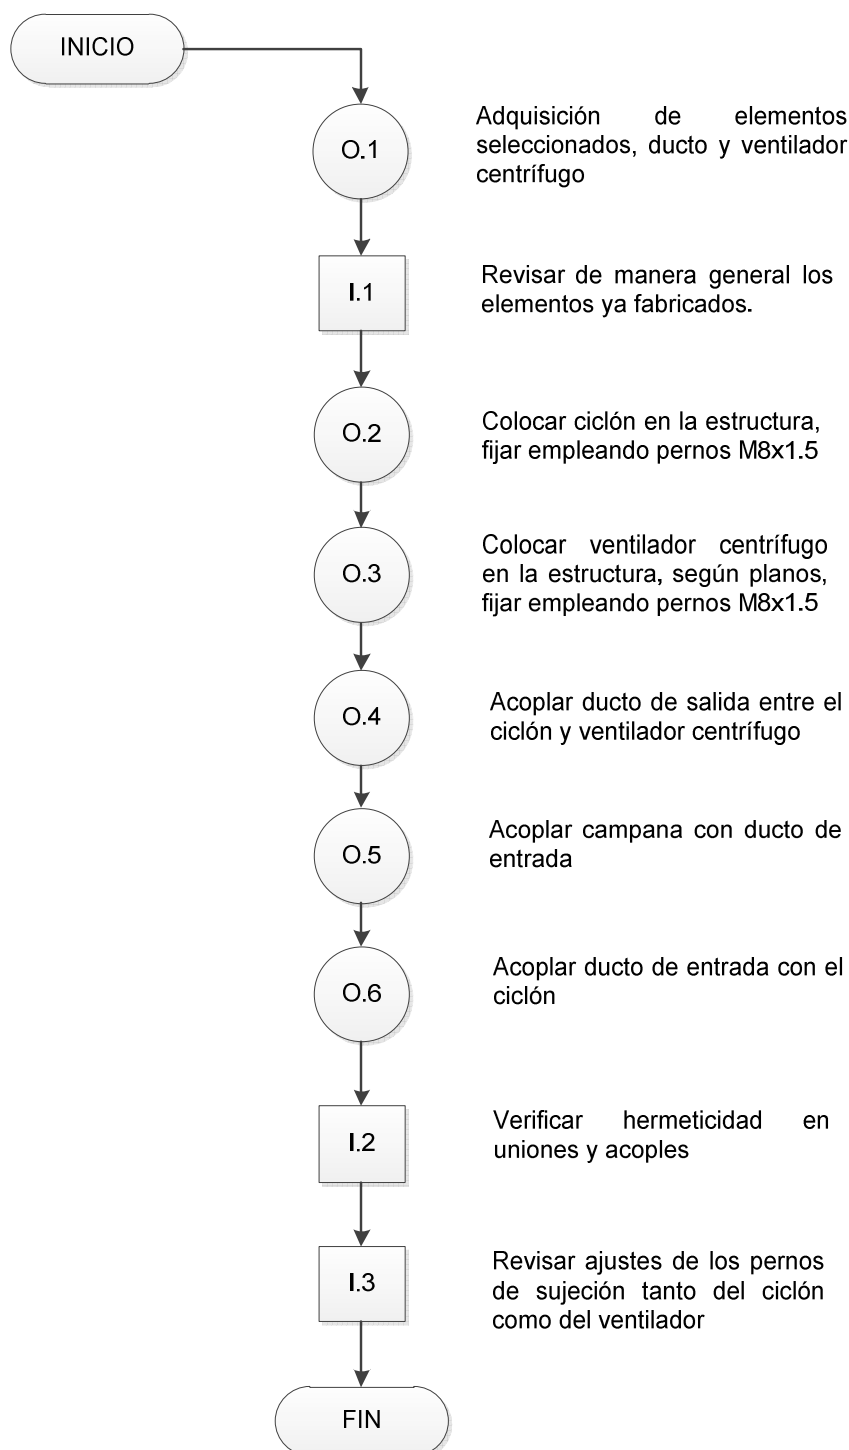 INICIO
O.1
Adquisición de elementos
seleccionados, ducto y ventilador
centrífugo
I.1
Revisar de manera general los
elementos ya fabricados.
O.2
Colocar ciclón en la estructura,
fijar empleando pernos M8x1.5
O.3
Colocar ventilador centrífugo
en la estructura, según planos,
fijar empleando pernos M8x1.5
O.4
Acoplar ducto de salida entre el
ciclón y ventilador centrífugo
O.5
Acoplar campana con ducto de
entrada
O.6
Acoplar ducto de entrada con el
ciclón
I.2
Verificar hermeticidad en
uniones y acoples
I.3
Revisar ajustes de los pernos
de sujeción tanto del ciclón
como del ventilador
FIN